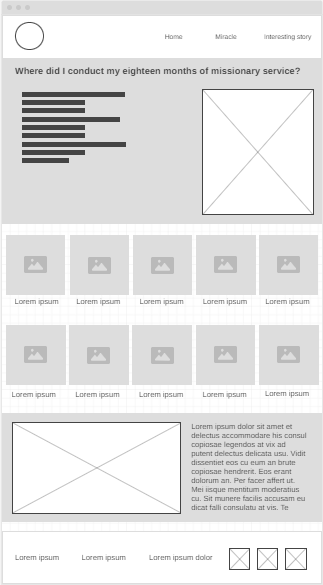 Home Miracle Interesting story
Where did I conduct my eighteen months of missionary service?
Lorem ipsum Lorem ipsum Lorem ipsum Lorem ipsum Lorem ipsum
Lorem ipsum Lorem ipsum Lorem ipsum Lorem ipsum Lorem ipsum
Lorem ipsum dolor sit amet et
delectus accommodare his consul
copiosae legendos at vix ad
putent delectus delicata usu. Vidit
dissentiet eos cu eum an brute
copiosae hendrerit. Eos erant
dolorum an. Per facer affert ut.
Mei iisque mentitum moderatius
cu. Sit munere facilis accusam eu
dicat falli consulatu at vis. Te
Lorem ipsum Lorem ipsum Lorem ipsum dolor